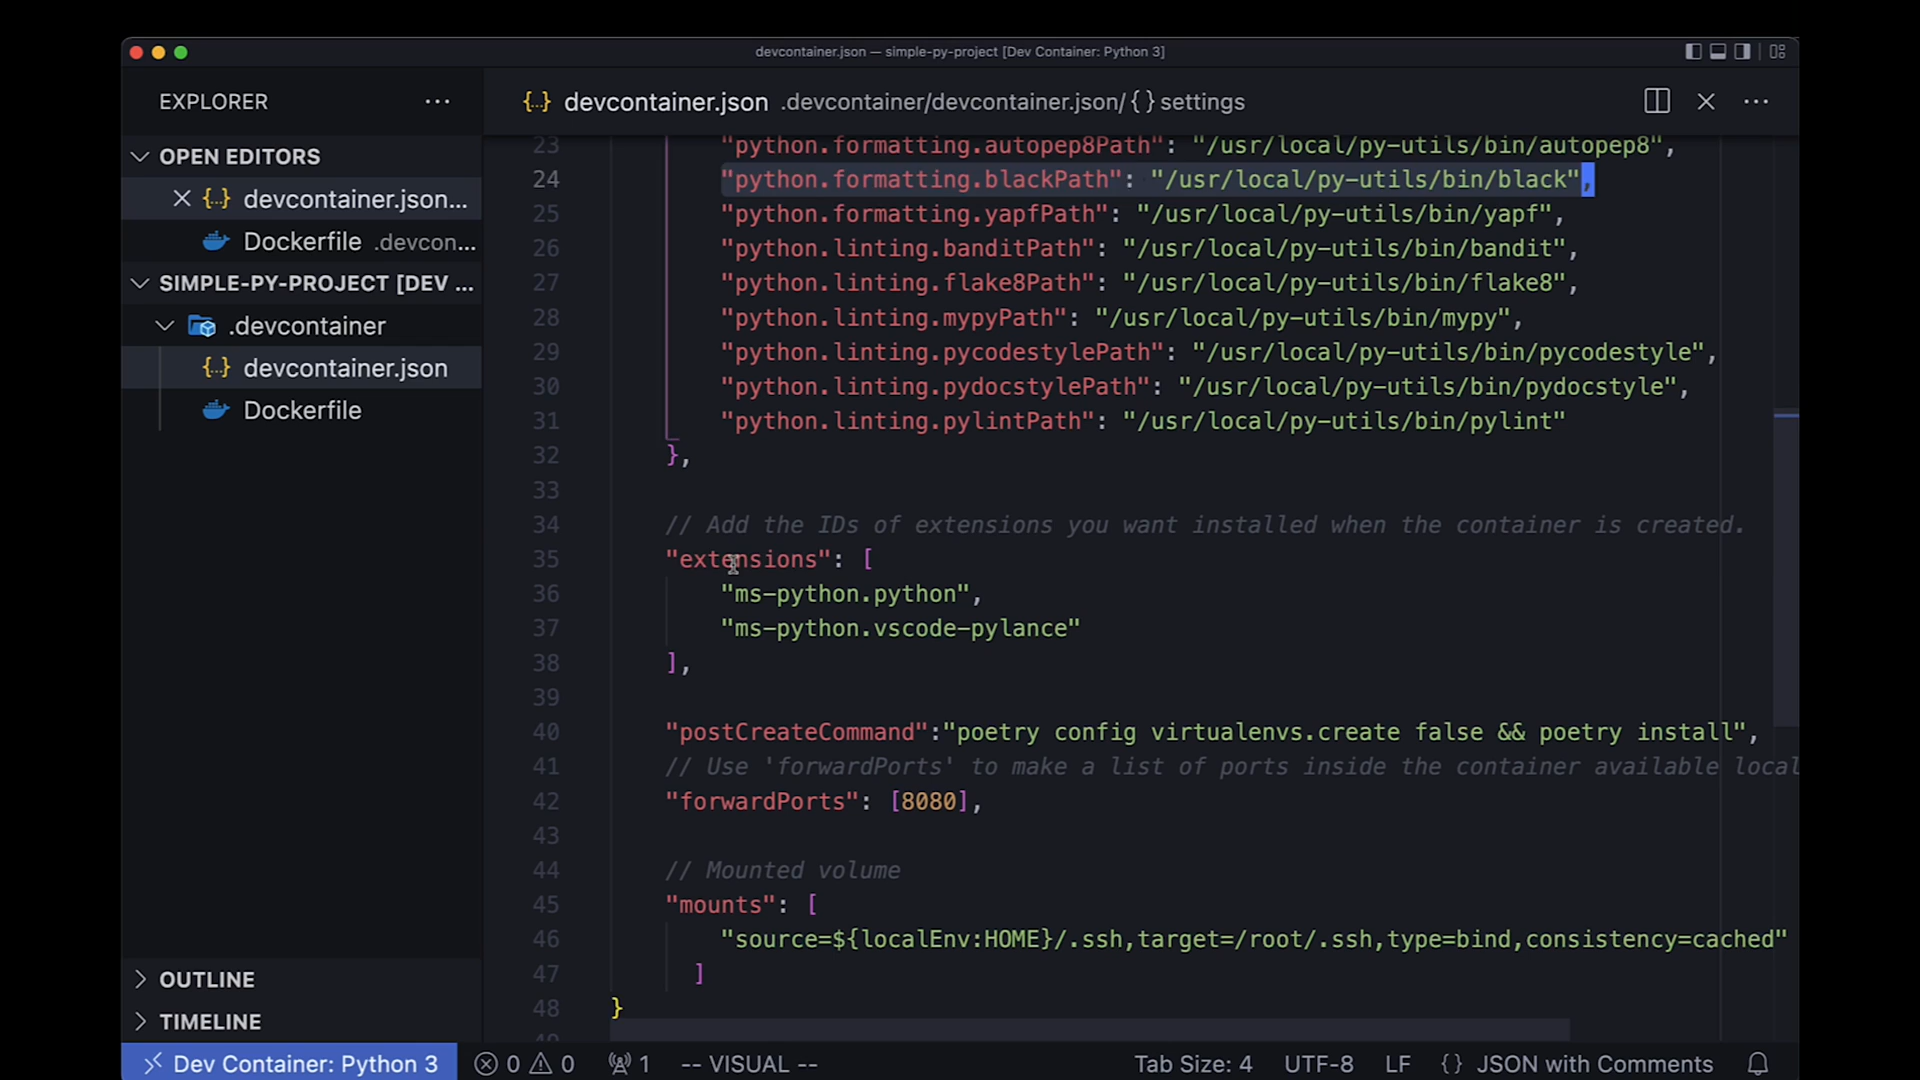 devcontainer.json — simple-py-project [Dev Container: Python 3]
EXPLORER
OPEN EDITORS
devcontainer.json...
Dockerfile .devcon...
SIMPLE-PY-PROJECT [DEV ...
.devcontainer
devcontainer.json
Dockerfile
OUTLINE
TIMELINE
{..} devcontainer.json .devcontainer/devcontainer.json/ {} settings
23 "python.formatting.autopep8Path": "/usr/local/py-utils/bin/autopep8",
24 "python.formatting.blackPath": "/usr/local/py-utils/bin/black",
25 "python.formatting.yapfPath": "/usr/local/py-utils/bin/yapf",
26 "python.linting.banditPath": "/usr/local/py-utils/bin/bandit",
27 "python.linting.flake8Path": "/usr/local/py-utils/bin/flake8",
28 "python.linting.mypyPath": "/usr/local/py-utils/bin/mypy",
29 "python.linting.pycodestylePath": "/usr/local/py-utils/bin/pycodestyle",
30 "python.linting.pydocstylePath": "/usr/local/py-utils/bin/pydocstyle",
31 "python.linting.pylintPath": "/usr/local/py-utils/bin/pylint"
32 },
33
34 // Add the IDs of extensions you want installed when the container is created.
35 "extensions": [
36 "ms-python.python",
37 "ms-python.vscode-pylance"
38 ],
39
40 "postCreateCommand":"poetry config virtualenvs.create false && poetry install",
41 // Use 'forwardPorts' to make a list of ports inside the container available local
42 "forwardPorts": [8080],
43
44 // Mounted volume
45 "mounts": [
46 "source=${localEnv:HOME}/.ssh,target=/root/.ssh,type=bind,consistency=cached"
47 ]
48 }
Dev Container: Python 3 0 0 1 -- VISUAL -- Tab Size: 4 UTF-8 LF {} JSON with Comments